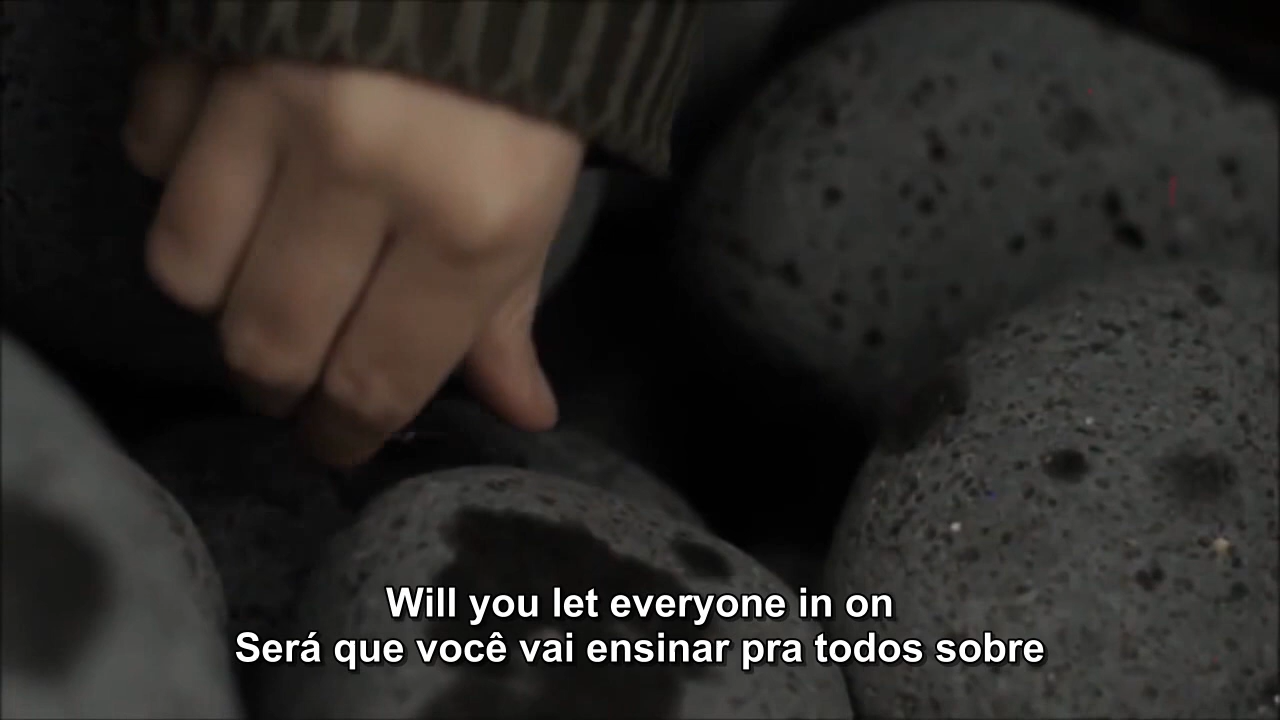 Will you let everyone in on
Será que você vai ensinar pra todos sobre